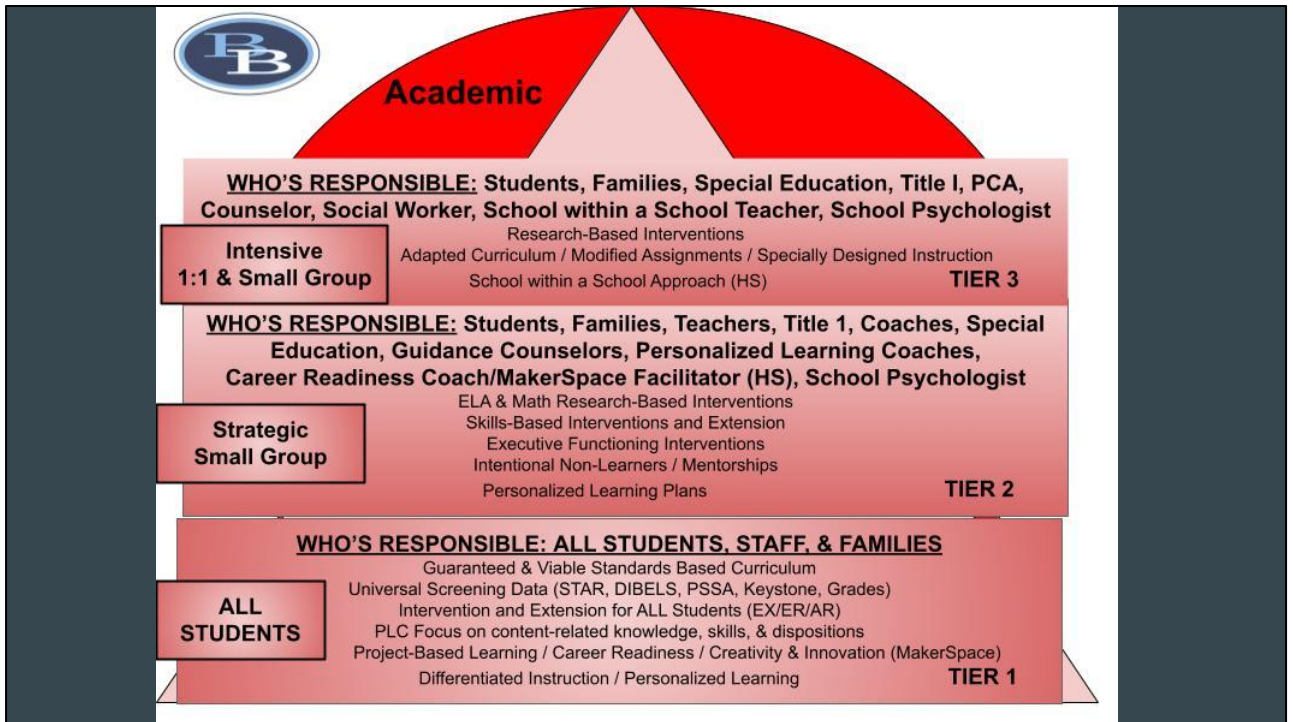 BB
Academic
WHO'S RESPONSIBLE: Students, Families, Special Education, Title I, PCA,
Counselor, Social Worker, School within a School Teacher, School Psychologist
Research-Based Interventions
Intensive
1:1 & Small Group
Adapted Curriculum / Modified Assignments / Specially Designed Instruction
School within a School Approach (HS)
TIER 3
WHO'S RESPONSIBLE: Students, Families, Teachers, Title 1, Coaches, Special
Education, Guidance Counselors, Personalized Learning Coaches,
Career Readiness Coach/MakerSpace Facilitator (HS), School Psychologist
ELA & Math Research-Based Interventions
Strategic
Small Group
Skills-Based Interventions and Extension
Executive Functioning Interventions
Intentional Non-Learners / Mentorships
Personalized Learning Plans
TIER 2
WHO'S RESPONSIBLE: ALL STUDENTS, STAFF, & FAMILIES
Guaranteed & Viable Standards Based Curriculum
Universal Screening Data (STAR, DIBELS, PSSA, Keystone, Grades)
ALL
STUDENTS
Intervention and Extension for ALL Students (EX/ER/AR)
PLC Focus on content-related knowledge, skills, & dispositions
Project-Based Learning / Career Readiness / Creativity & Innovation (MakerSpace)
Differentiated Instruction / Personalized Learning
TIER 1